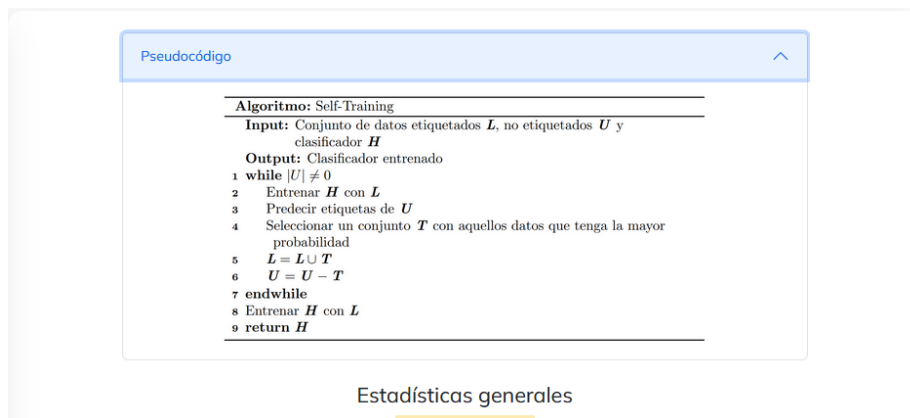 Pseudocódigo
Algoritmo: Self-Training
Input: Conjunto de datos etiquetados L, no etiquetados U y
clasificador H
Output: Clasificador entrenado
1 while |U| ≠ 0
2 Entrenar H con L
3 Predecir etiquetas de U
4 Seleccionar un conjunto T con aquellos datos que tenga la mayor
probabilidad
5 L = L ∪ T
6 U = U − T
7 endwhile
8 Entrenar H con L
9 return H
Estadísticas generales